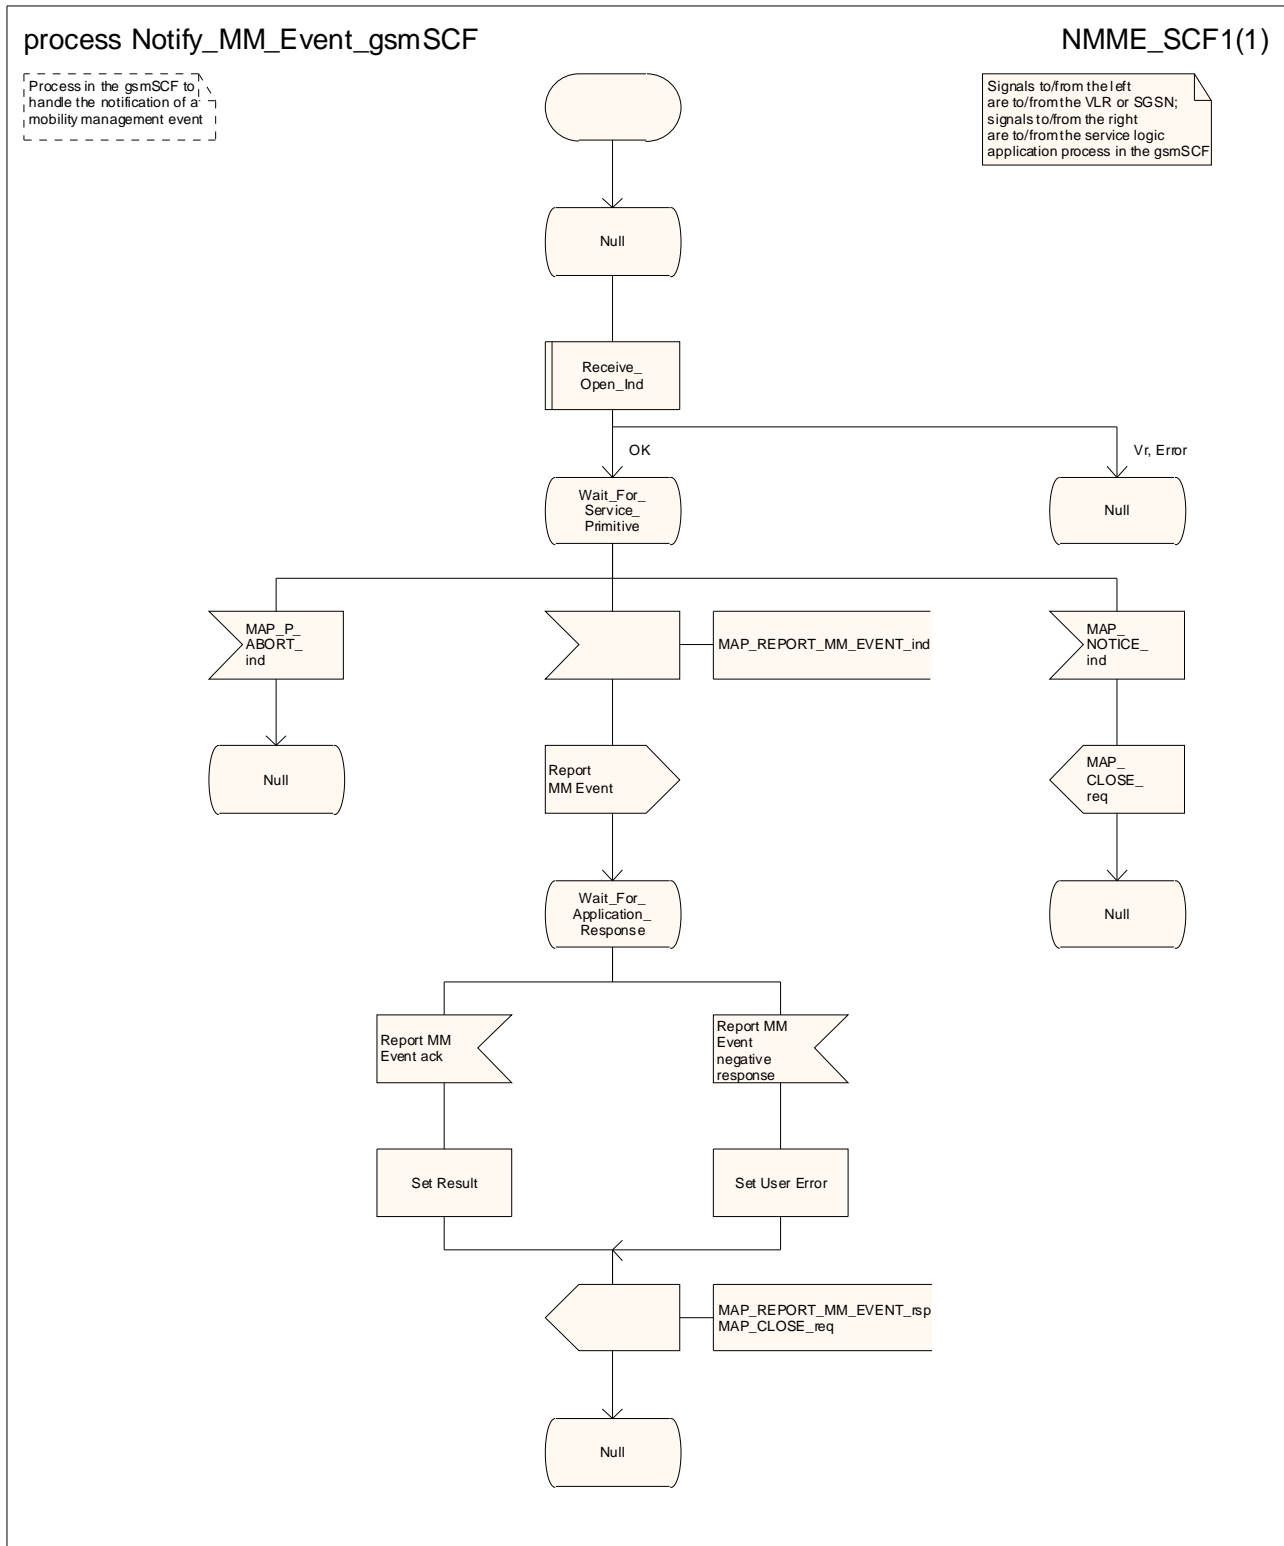 process Notify_MM_Event_gsmSCF
NMME_SCF1(1)
Process in the gsmSCF to
handle the notification of a
mobility management event
Signals to/from the left
are to/from the VLR or SGSN;
signals to/from the right
are to/from the service logic
application process in the gsmSCF
Null
Receive_
Open_Ind
OK
Vr, Error
Wait_For_
Service_
Primitive
Null
MAP_P_
ABORT_
ind
MAP_REPORT_MM_EVENT_ind
MAP_
NOTICE_
ind
Null
Report
MM Event
MAP_
CLOSE_
req
Wait_For_
Application_
Response
Null
Report MM
Event ack
Report MM
Event
negative
response
Set Result
Set User Error
MAP_REPORT_MM_EVENT_rsp
MAP_CLOSE_req
Null